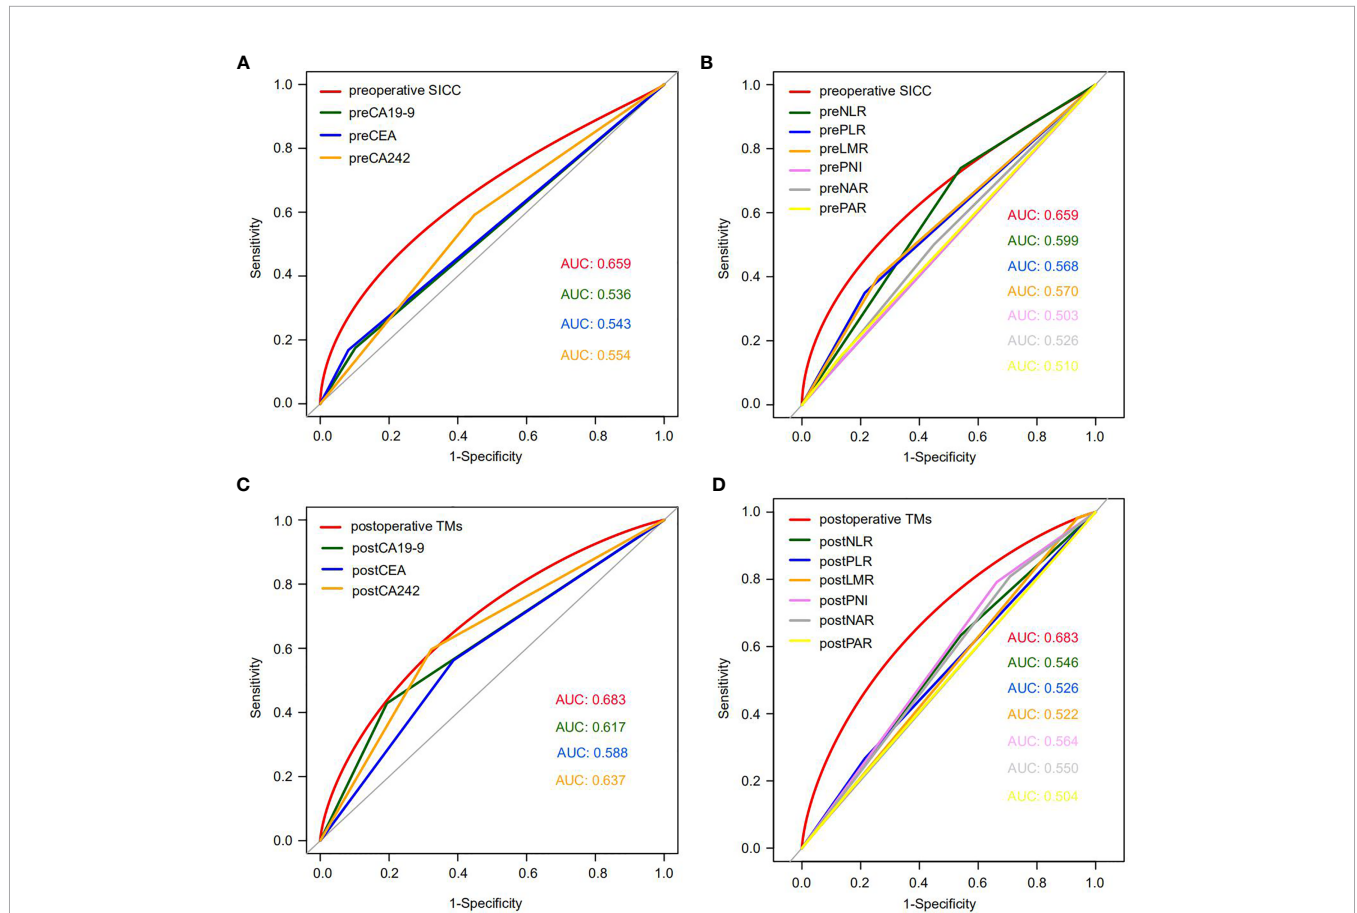 A
preoperative SICC
preCA19-9
preCEA
preCA242
AUC: 0.659
AUC: 0.536
AUC: 0.543
AUC: 0.554
Sensitivity
1.0
0.8
0.6
0.4
0.2
0.0
0.0 0.2 0.4 0.6 0.8 1.0
1-Specificity
B
preoperative SICC
preNLR
prePLR
preLMR
prePNI
preNAR
prePAR
AUC: 0.659
AUC: 0.599
AUC: 0.568
AUC: 0.570
AUC: 0.503
AUC: 0.526
AUC: 0.510
Sensitivity
1.0
0.8
0.6
0.4
0.2
0.0
0.0 0.2 0.4 0.6 0.8 1.0
1-Specificity
C
postoperative TMs
postCA19-9
postCEA
postCA242
AUC: 0.683
AUC: 0.617
AUC: 0.588
AUC: 0.637
Sensitivity
1.0
0.8
0.6
0.4
0.2
0.0
0.0 0.2 0.4 0.6 0.8 1.0
1-Specificity
D
postoperative TMs
postNLR
postPLR
postLMR
postPNI
postNAR
postPAR
AUC: 0.683
AUC: 0.546
AUC: 0.526
AUC: 0.522
AUC: 0.564
AUC: 0.550
AUC: 0.504
Sensitivity
1.0
0.8
0.6
0.4
0.2
0.0
0.0 0.2 0.4 0.6 0.8 1.0
1-Specificity